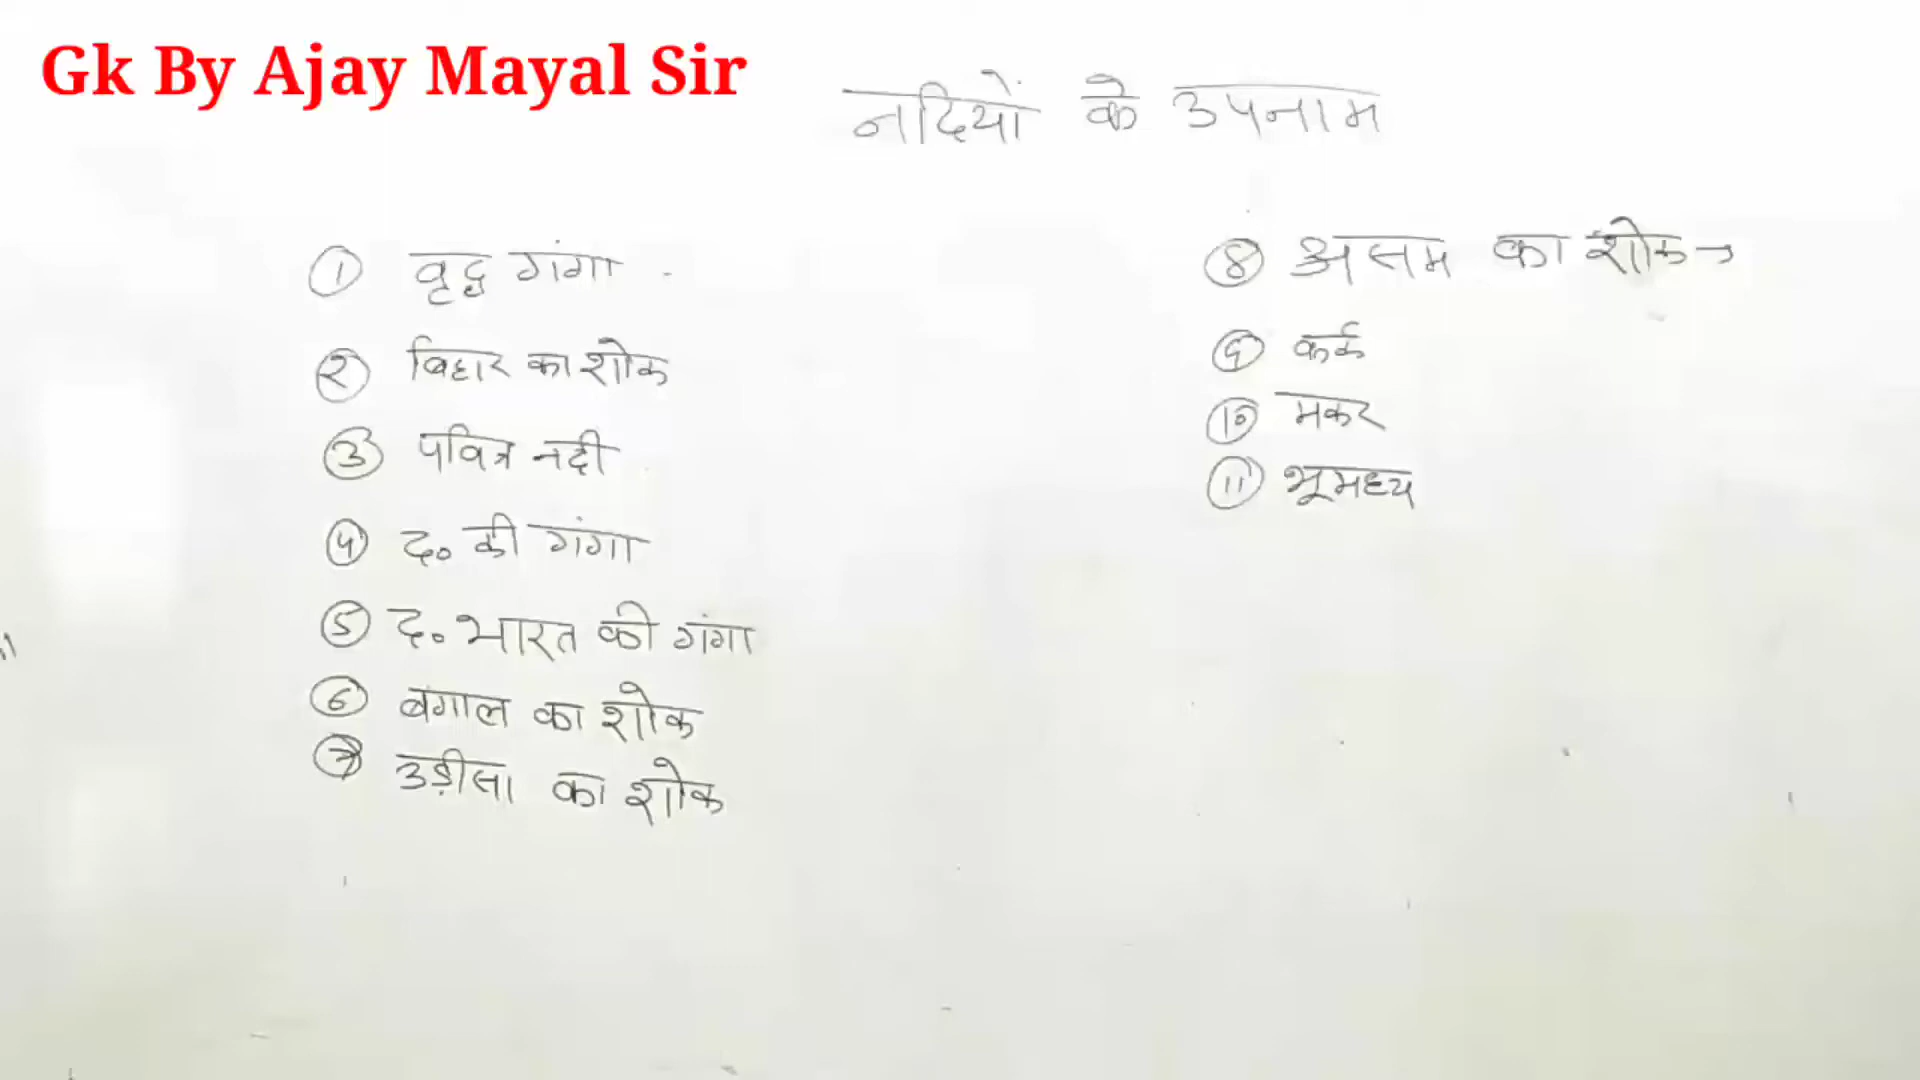 Gk By Ajay Mayal Sir
नदियों के उपनाम
① वृद्ध गंगा
② बिहार का शोक
③ पवित्र नदी
④ द० की गंगा
⑤ द० भारत की गंगा
⑥ बंगाल का शोक
⑦ उड़ीसा का शोक
⑧ असम का शोक →
⑨ कर्क
⑩ मकर
⑪ भूमध्य